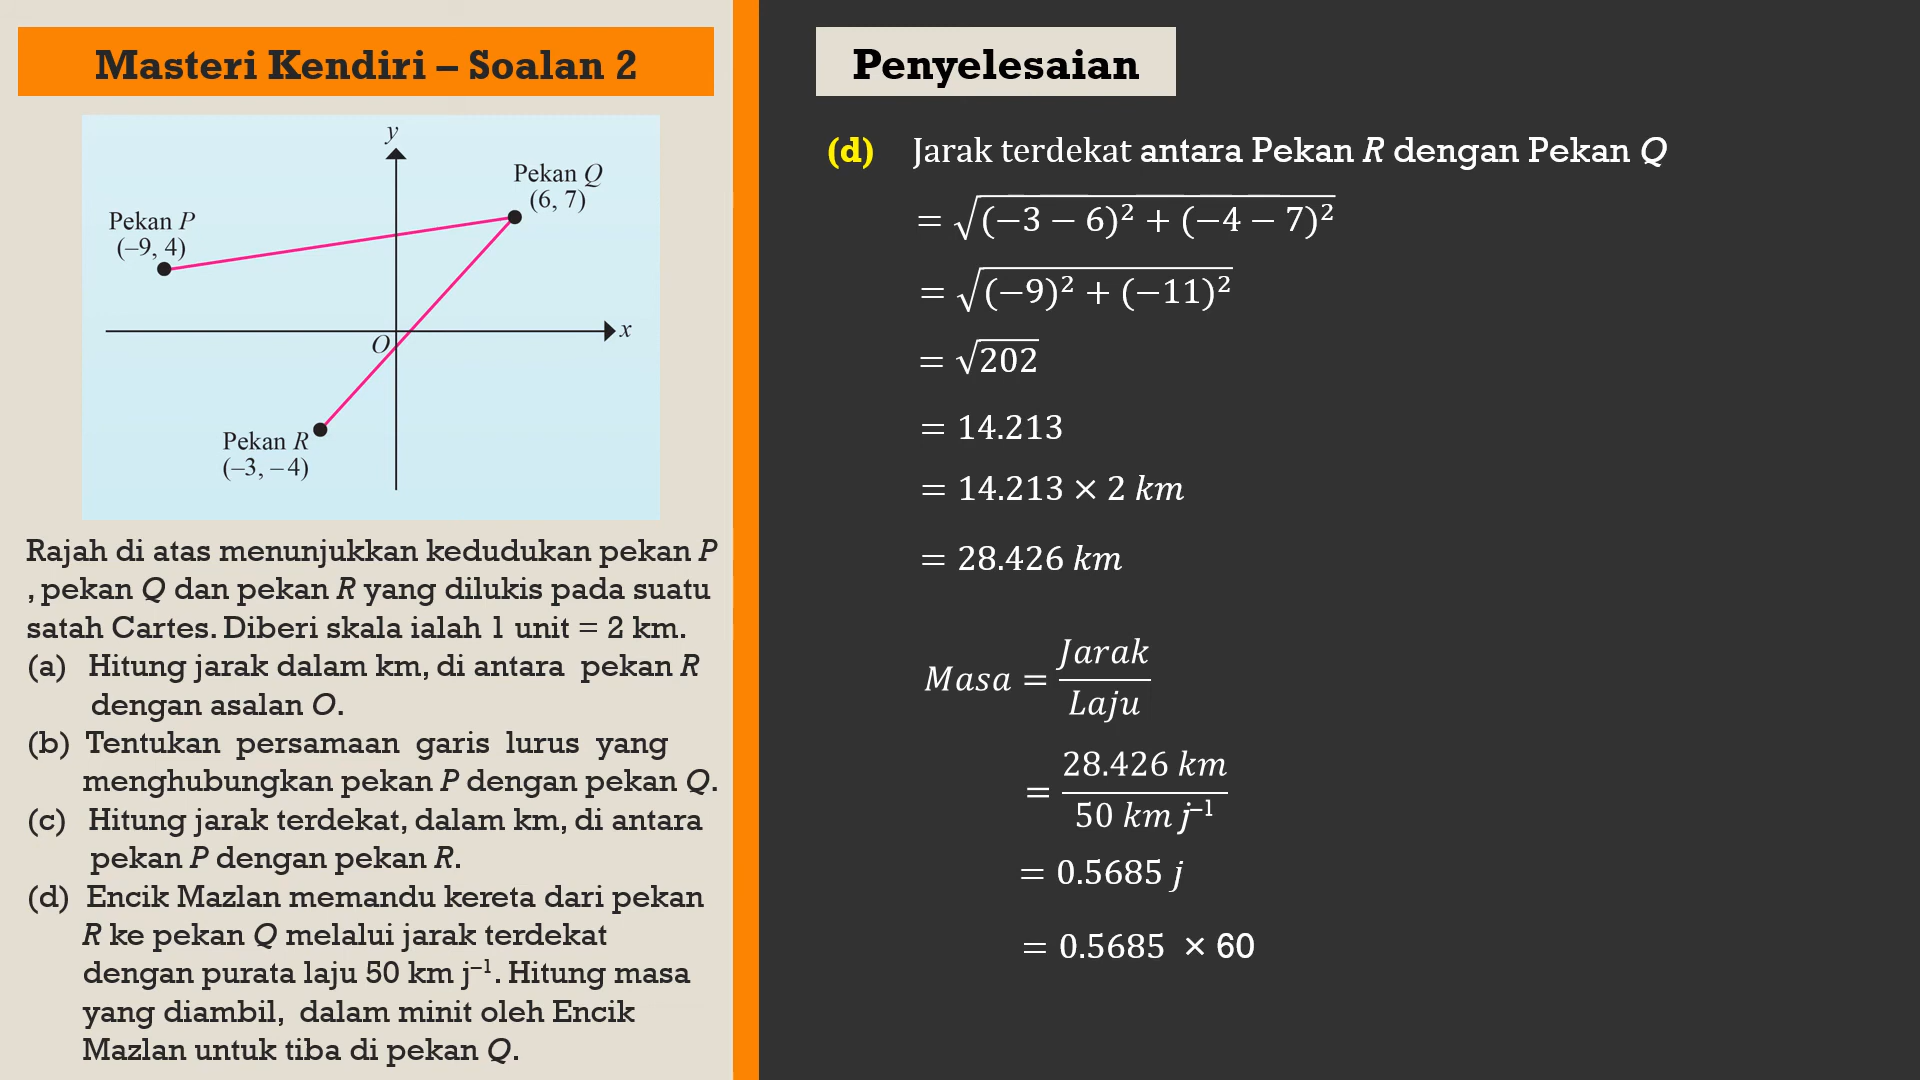 Masteri Kendiri – Soalan 2
y
Pekan Q
(6, 7)
Pekan P
(–9, 4)
O
x
Pekan R
(–3, –4)
Rajah di atas menunjukkan kedudukan pekan P
, pekan Q dan pekan R yang dilukis pada suatu
satah Cartes. Diberi skala ialah 1 unit = 2 km.
(a) Hitung jarak dalam km, di antara pekan R
dengan asalan O.
(b) Tentukan persamaan garis lurus yang
menghubungkan pekan P dengan pekan Q.
(c) Hitung jarak terdekat, dalam km, di antara
pekan P dengan pekan R.
(d) Encik Mazlan memandu kereta dari pekan
R ke pekan Q melalui jarak terdekat
dengan purata laju 50 km j⁻¹. Hitung masa
yang diambil, dalam minit oleh Encik
Mazlan untuk tiba di pekan Q.
Penyelesaian
(d) Jarak terdekat antara Pekan R dengan Pekan Q
= √(−3 − 6)² + (−4 − 7)²
= √(−9)² + (−11)²
= √202
= 14.213
= 14.213 × 2 km
= 28.426 km
Masa = Jarak / Laju
= 28.426 km / 50 km j⁻¹
= 0.5685 j
= 0.5685 × 60